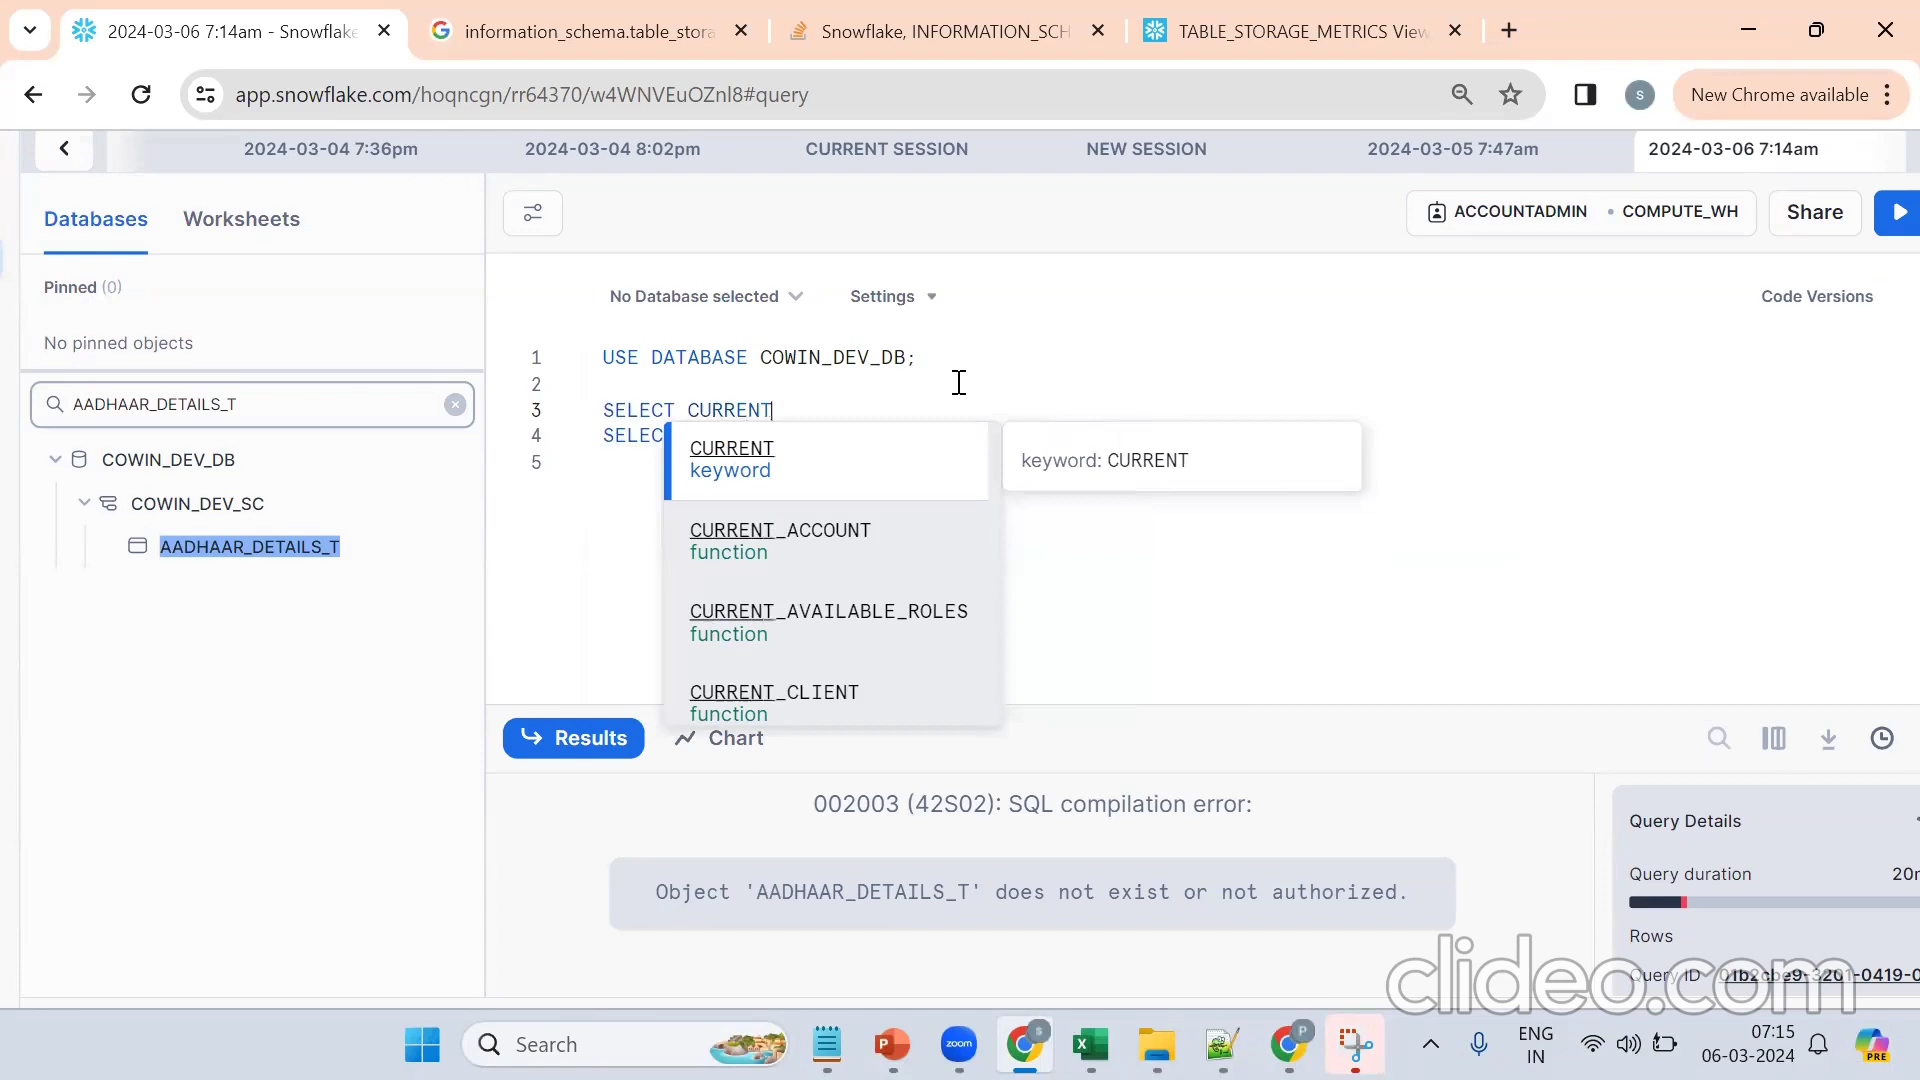 2024-03-06 7:14am - Snowflake
information_schema.table_stora
Snowflake, INFORMATION_SCH
TABLE_STORAGE_METRICS View
app.snowflake.com/hoqncgn/rr64370/w4WNVEuOZnl8#query
S
New Chrome available
2024-03-04 7:36pm
2024-03-04 8:02pm
CURRENT SESSION
NEW SESSION
2024-03-05 7:47am
2024-03-06 7:14am
Databases
Worksheets
ACCOUNTADMIN
COMPUTE_WH
Share
Pinned (0)
No pinned objects
No Database selected
Settings
Code Versions
AADHAAR_DETAILS_T
COWIN_DEV_DB
COWIN_DEV_SC
AADHAAR_DETAILS_T
1 USE DATABASE COWIN_DEV_DB;
2
3 SELECT CURRENT
4 SELEC
5
CURRENT
keyword
keyword: CURRENT
CURRENT_ACCOUNT
function
CURRENT_AVAILABLE_ROLES
function
CURRENT_CLIENT
function
Results
Chart
002003 (42S02): SQL compilation error:
Object 'AADHAAR_DETAILS_T' does not exist or not authorized.
Query Details
Query duration
Rows
Query ID
clideo.com
Search
zoom
S
P
ENG
IN
07:15
06-03-2024
PRE